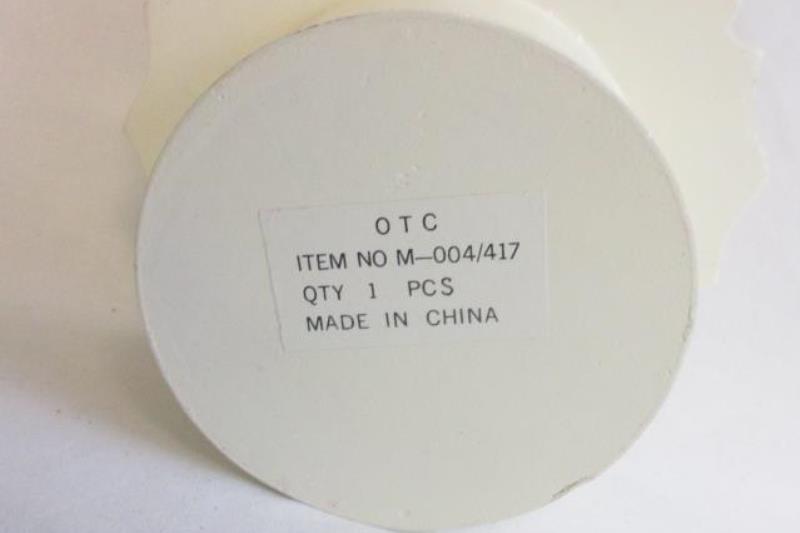 OTC
ITEM NO M—004/417
QTY 1 PCS
MADE IN CHINA